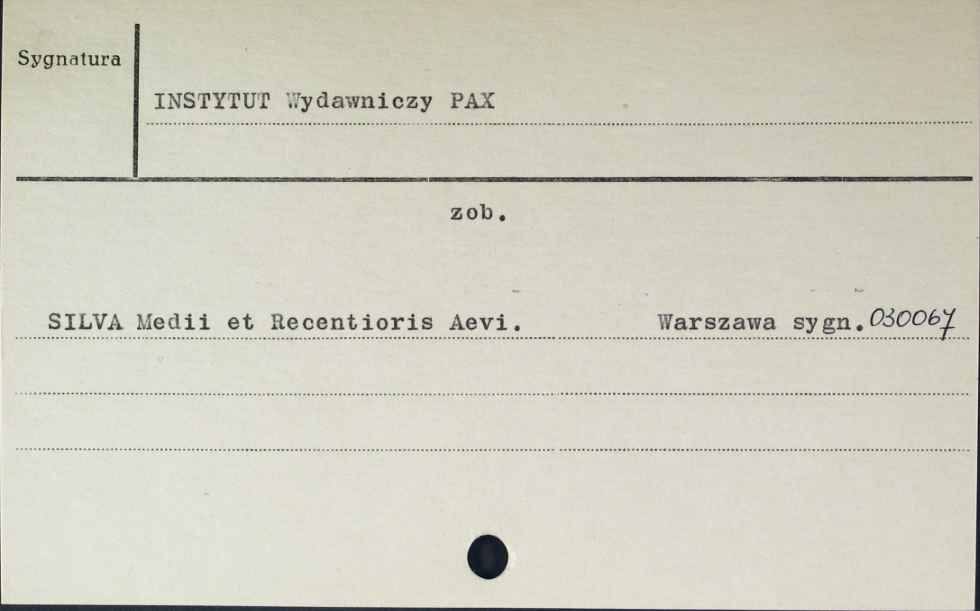 Sygnatura
INSTYTUT Wydawniczy PAX
zob.
SILVA Medii et Recentioris Aevi. Warszawa sygn. 030067